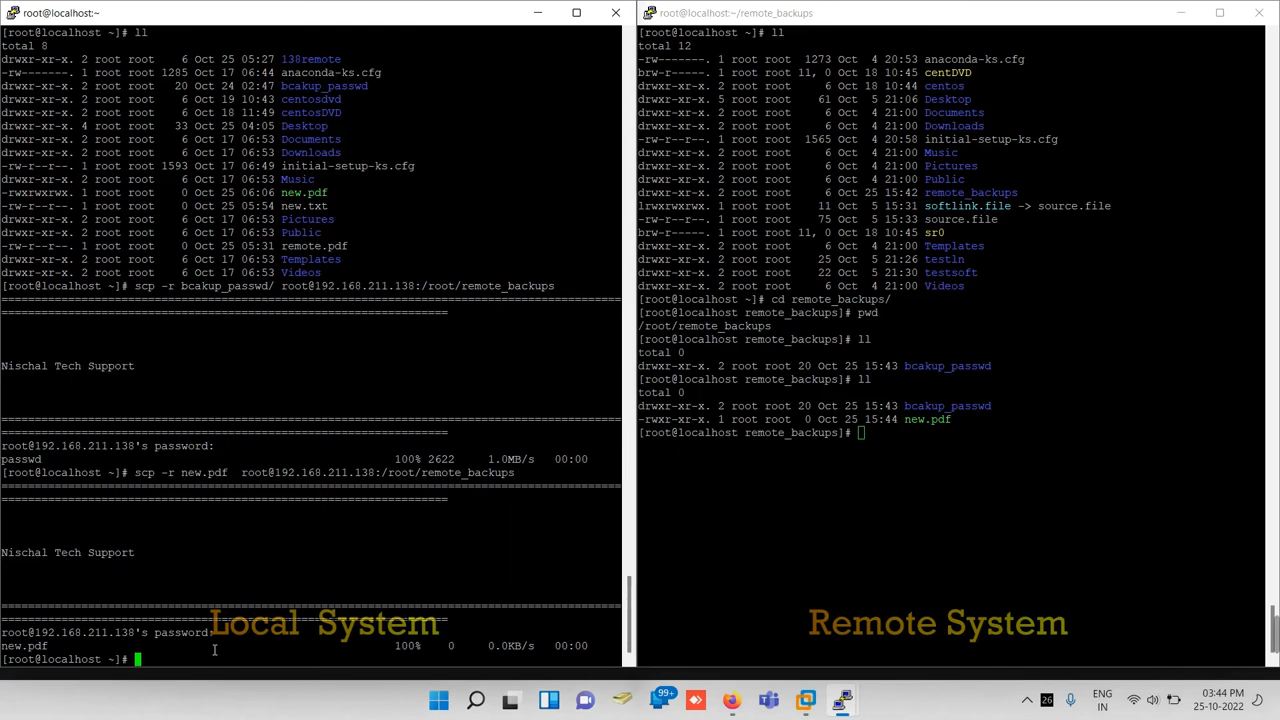 root@localhost:~
[root@localhost ~]# ll
total 8
drwxr-xr-x. 2 root root    6 Oct 25 05:27 138remote
-rw-------. 1 root root 1285 Oct 17 06:44 anaconda-ks.cfg
drwxr-xr-x. 2 root root   20 Oct 24 02:47 bcakup_passwd
drwxr-xr-x. 2 root root    6 Oct 19 10:43 centosdvd
drwxr-xr-x. 2 root root    6 Oct 18 11:49 centosDVD
drwxr-xr-x. 4 root root   33 Oct 25 04:05 Desktop
drwxr-xr-x. 2 root root    6 Oct 17 06:53 Documents
drwxr-xr-x. 2 root root    6 Oct 17 06:53 Downloads
-rw-r--r--. 1 root root 1593 Oct 17 06:49 initial-setup-ks.cfg
drwxr-xr-x. 2 root root    6 Oct 17 06:53 Music
-rwxrwxrwx. 1 root root    0 Oct 25 06:06 new.pdf
-rw-r--r--. 1 root root    0 Oct 25 05:54 new.txt
drwxr-xr-x. 2 root root    6 Oct 17 06:53 Pictures
drwxr-xr-x. 2 root root    6 Oct 17 06:53 Public
-rw-r--r--. 1 root root    0 Oct 25 05:31 remote.pdf
drwxr-xr-x. 2 root root    6 Oct 17 06:53 Templates
drwxr-xr-x. 2 root root    6 Oct 17 06:53 Videos
[root@localhost ~]# scp -r bcakup_passwd/ root@192.168.211.138:/root/remote_backups
Nischal Tech Support
root@192.168.211.138's password:
passwd 100% 2622 1.0MB/s 00:00
[root@localhost ~]# scp -r new.pdf  root@192.168.211.138:/root/remote_backups
Nischal Tech Support
root@192.168.211.138's password:
new.pdf 100% 0 0.0KB/s 00:00
[root@localhost ~]#
Local System
root@localhost:~/remote_backups
[root@localhost ~]# ll
total 12
-rw-------. 1 root root  1273 Oct  4 20:53 anaconda-ks.cfg
brw-r-----. 1 root root 11, 0 Oct 18 10:45 centDVD
drwxr-xr-x. 2 root root     6 Oct 18 10:44 centos
drwxr-xr-x. 5 root root    61 Oct  5 21:06 Desktop
drwxr-xr-x. 2 root root     6 Oct  4 21:00 Documents
drwxr-xr-x. 2 root root     6 Oct  4 21:00 Downloads
-rw-r--r--. 1 root root  1565 Oct  4 20:58 initial-setup-ks.cfg
drwxr-xr-x. 2 root root     6 Oct  4 21:00 Music
drwxr-xr-x. 2 root root     6 Oct  4 21:00 Pictures
drwxr-xr-x. 2 root root     6 Oct  4 21:00 Public
drwxr-xr-x. 2 root root     6 Oct 25 15:42 remote_backups
lrwxrwxrwx. 1 root root    11 Oct  5 15:31 softlink.file -> source.file
-rw-r--r--. 1 root root    75 Oct  5 15:33 source.file
brw-r-----. 1 root root 11, 0 Oct 18 10:45 sr0
drwxr-xr-x. 2 root root     6 Oct  4 21:00 Templates
drwxr-xr-x. 2 root root    25 Oct  5 21:26 testln
drwxr-xr-x. 2 root root    22 Oct  5 21:30 testsoft
drwxr-xr-x. 2 root root     6 Oct  4 21:00 Videos
[root@localhost ~]# cd remote_backups/
[root@localhost remote_backups]# pwd
/root/remote_backups
[root@localhost remote_backups]# ll
total 0
drwxr-xr-x. 2 root root 20 Oct 25 15:43 bcakup_passwd
[root@localhost remote_backups]# ll
total 0
drwxr-xr-x. 2 root root 20 Oct 25 15:43 bcakup_passwd
-rwxr-xr-x. 1 root root  0 Oct 25 15:44 new.pdf
[root@localhost remote_backups]#
Remote System
99+
26
ENG
IN
03:44 PM
25-10-2022